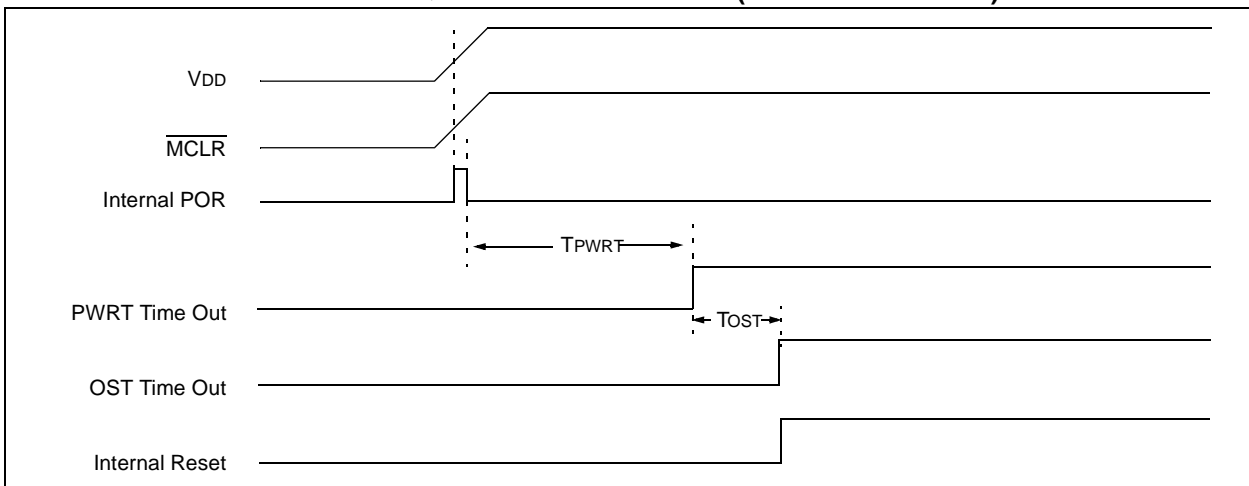 VDD
MCLR
Internal POR
TPWRT
PWRT Time Out
TOST
OST Time Out
Internal Reset